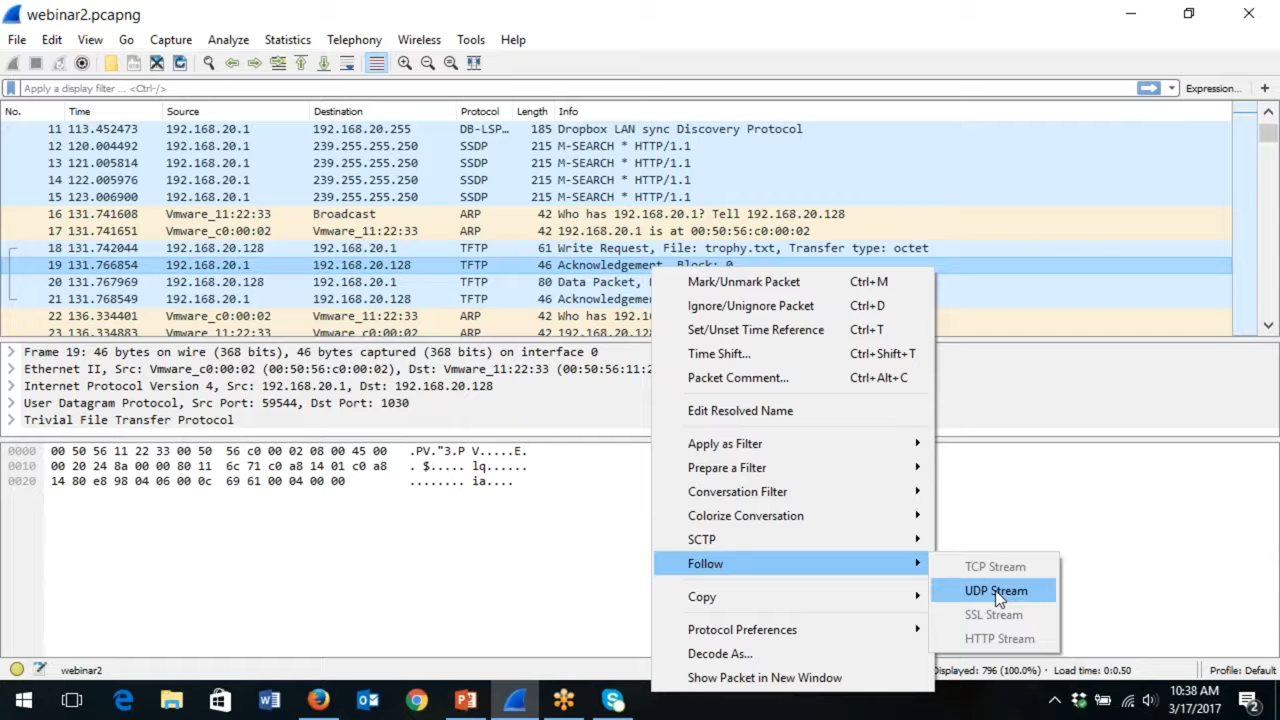 webinar2.pcapng
File Edit View Go Capture Analyze Statistics Telephony Wireless Tools Help
Apply a display filter ... <Ctrl-/> Expression... +
No. Time Source Destination Protocol Length Info
11 113.452473 192.168.20.1 192.168.20.255 DB-LSP… 185 Dropbox LAN sync Discovery Protocol
12 120.004492 192.168.20.1 239.255.255.250 SSDP 215 M-SEARCH * HTTP/1.1
13 121.005814 192.168.20.1 239.255.255.250 SSDP 215 M-SEARCH * HTTP/1.1
14 122.005976 192.168.20.1 239.255.255.250 SSDP 215 M-SEARCH * HTTP/1.1
15 123.006900 192.168.20.1 239.255.255.250 SSDP 215 M-SEARCH * HTTP/1.1
16 131.741608 Vmware_11:22:33 Broadcast ARP 42 Who has 192.168.20.1? Tell 192.168.20.128
17 131.741651 Vmware_c0:00:02 Vmware_11:22:33 ARP 42 192.168.20.1 is at 00:50:56:c0:00:02
18 131.742044 192.168.20.128 192.168.20.1 TFTP 61 Write Request, File: trophy.txt, Transfer type: octet
19 131.766854 192.168.20.1 192.168.20.128 TFTP 46 Acknowledgement, Block: 0
20 131.767969 192.168.20.128 192.168.20.1 TFTP 80 Data Packet,
21 131.768549 192.168.20.1 192.168.20.128 TFTP 46 Acknowledgeme
22 136.334401 Vmware_c0:00:02 Vmware_11:22:33 ARP 42 Who has 192.1
23 136.334883 Vmware_11:22:33 Vmware_c0:00:02 ARP 42 192.168.20.12
Frame 19: 46 bytes on wire (368 bits), 46 bytes captured (368 bits) on interface 0
Ethernet II, Src: Vmware_c0:00:02 (00:50:56:c0:00:02), Dst: Vmware_11:22:33 (00:50:56:11:2
Internet Protocol Version 4, Src: 192.168.20.1, Dst: 192.168.20.128
User Datagram Protocol, Src Port: 59544, Dst Port: 1030
Trivial File Transfer Protocol
0000 00 50 56 11 22 33 00 50 56 c0 00 02 08 00 45 00 .PV."3.P V.....E.
0010 00 20 24 8a 00 00 80 11 6c 71 c0 a8 14 01 c0 a8 . $..... lq......
0020 14 80 e8 98 04 06 00 0c 69 61 00 04 00 00 ........ ia....
Mark/Unmark Packet Ctrl+M
Ignore/Unignore Packet Ctrl+D
Set/Unset Time Reference Ctrl+T
Time Shift... Ctrl+Shift+T
Packet Comment... Ctrl+Alt+C
Edit Resolved Name
Apply as Filter
Prepare a Filter
Conversation Filter
Colorize Conversation
SCTP
Follow
Copy
Protocol Preferences
Decode As...
Show Packet in New Window
TCP Stream
UDP Stream
SSL Stream
HTTP Stream
webinar2 Displayed: 796 (100.0%) · Load time: 0:0.50 Profile: Default
10:38 AM
3/17/2017
2